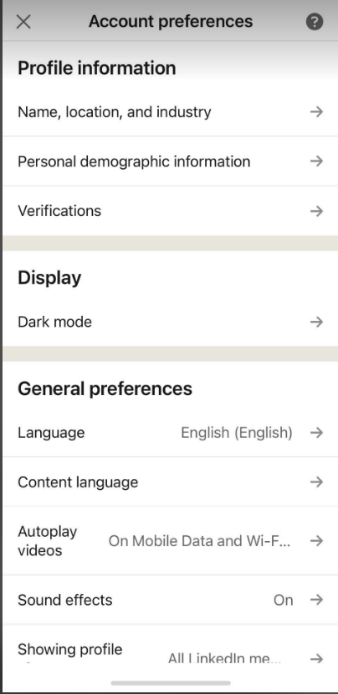 Account preferences
Profile information
Name, location, and industry
Personal demographic information
Verifications
Display
Dark mode
General preferences
Language English (English)
Content language
Autoplay
videos On Mobile Data and Wi-F...
Sound effects On
Showing profile
All LinkedIn me...